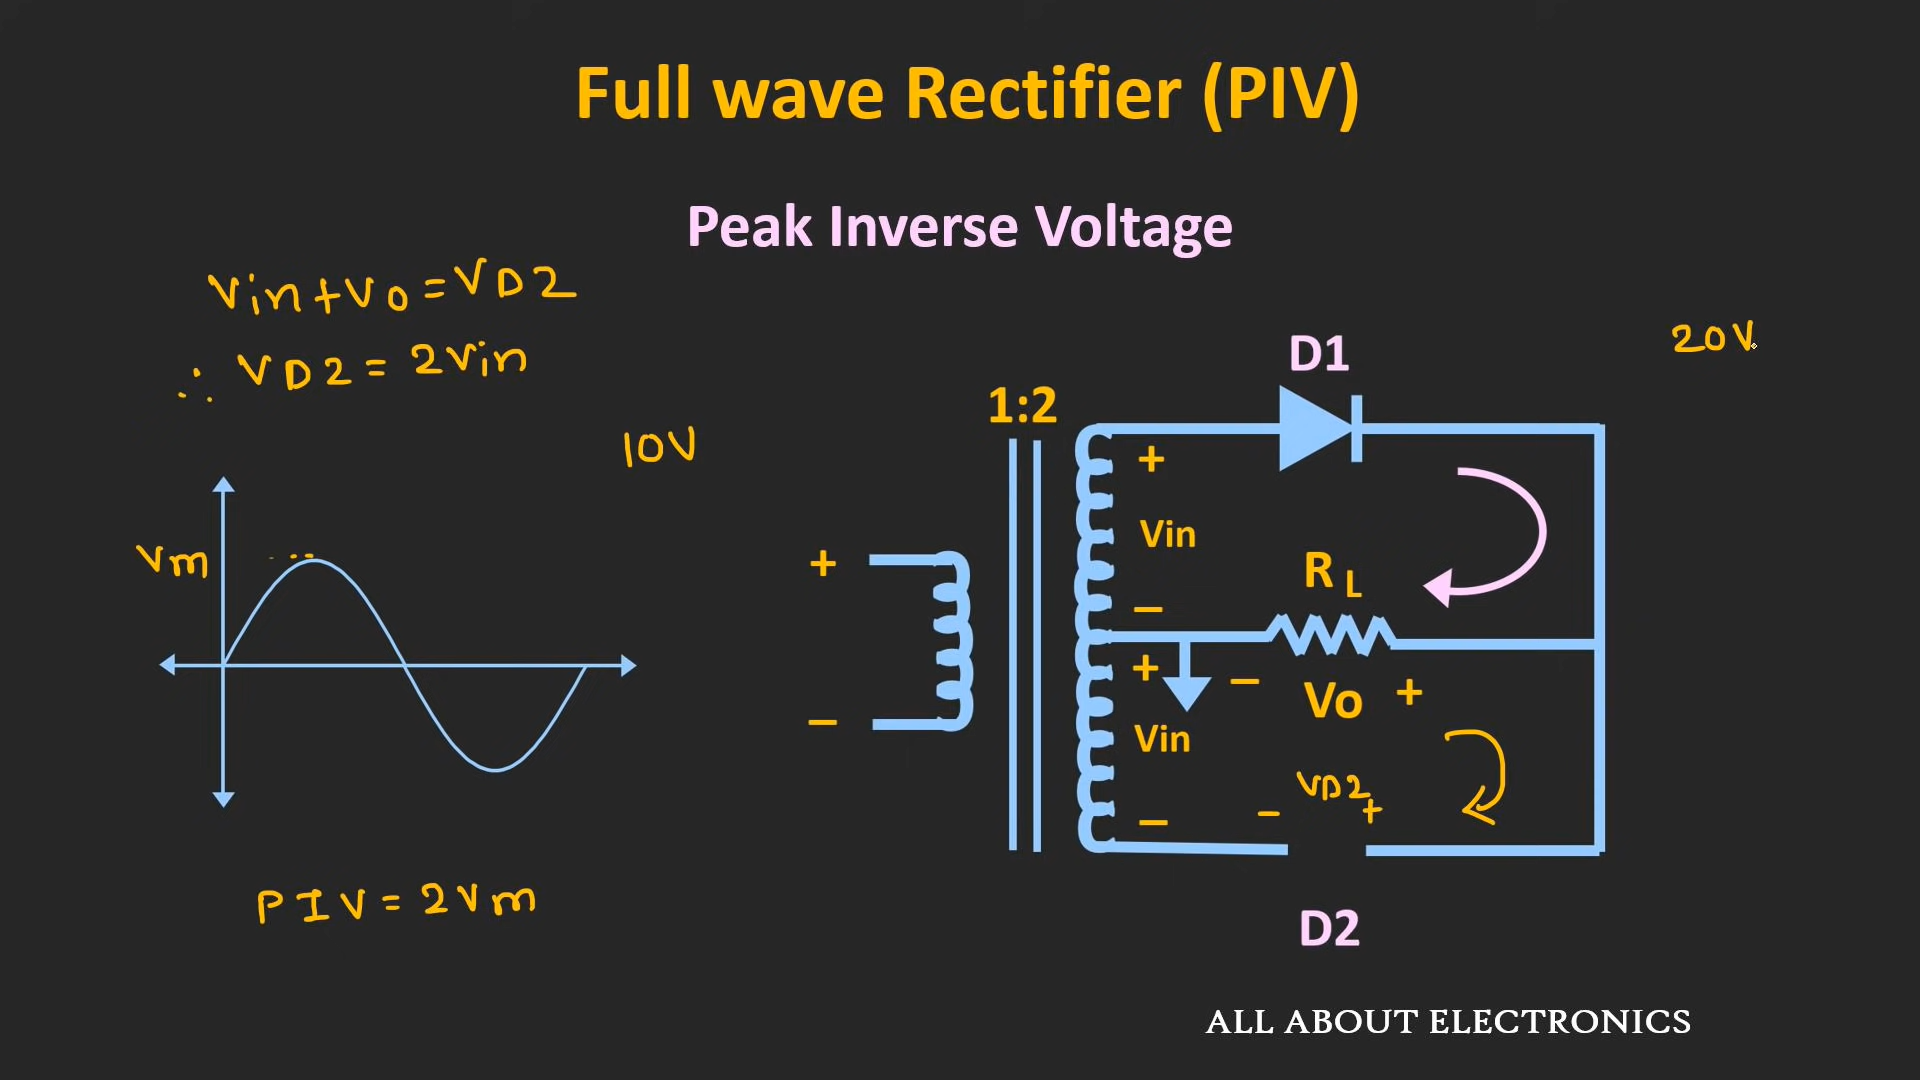 Full wave Rectifier (PIV)
Peak Inverse Voltage
Vin+Vo=VD2
∴ VD2 = 2Vin
10V
20V
Vm
PIV = 2Vm
1:2
D1
+
Vin
−
+
−
RL
+
Vin
−
− Vo +
VD2
− +
D2
ALL ABOUT ELECTRONICS